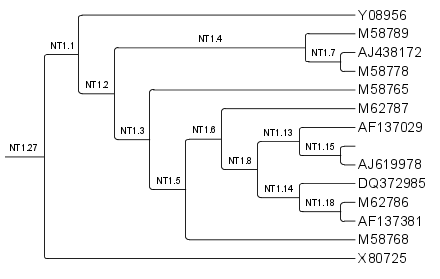 Y08956
NT1.1
M58789
NT1.4
NT1.7
AJ438172
M58778
NT1.2
M58765
M62787
NT1.3
NT1.6
NT1.13
AF137029
NT1.27
NT1.15
AJ619978
NT1.8
NT1.5
DQ372985
NT1.14
NT1.18
M62786
AF137381
M58768
X80725